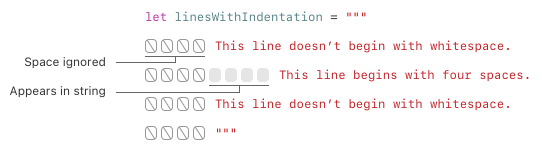 let linesWithIndentation = """
This line doesn’t begin with whitespace.
Space ignored
This line begins with four spaces.
Appears in string
This line doesn’t begin with whitespace.
"""